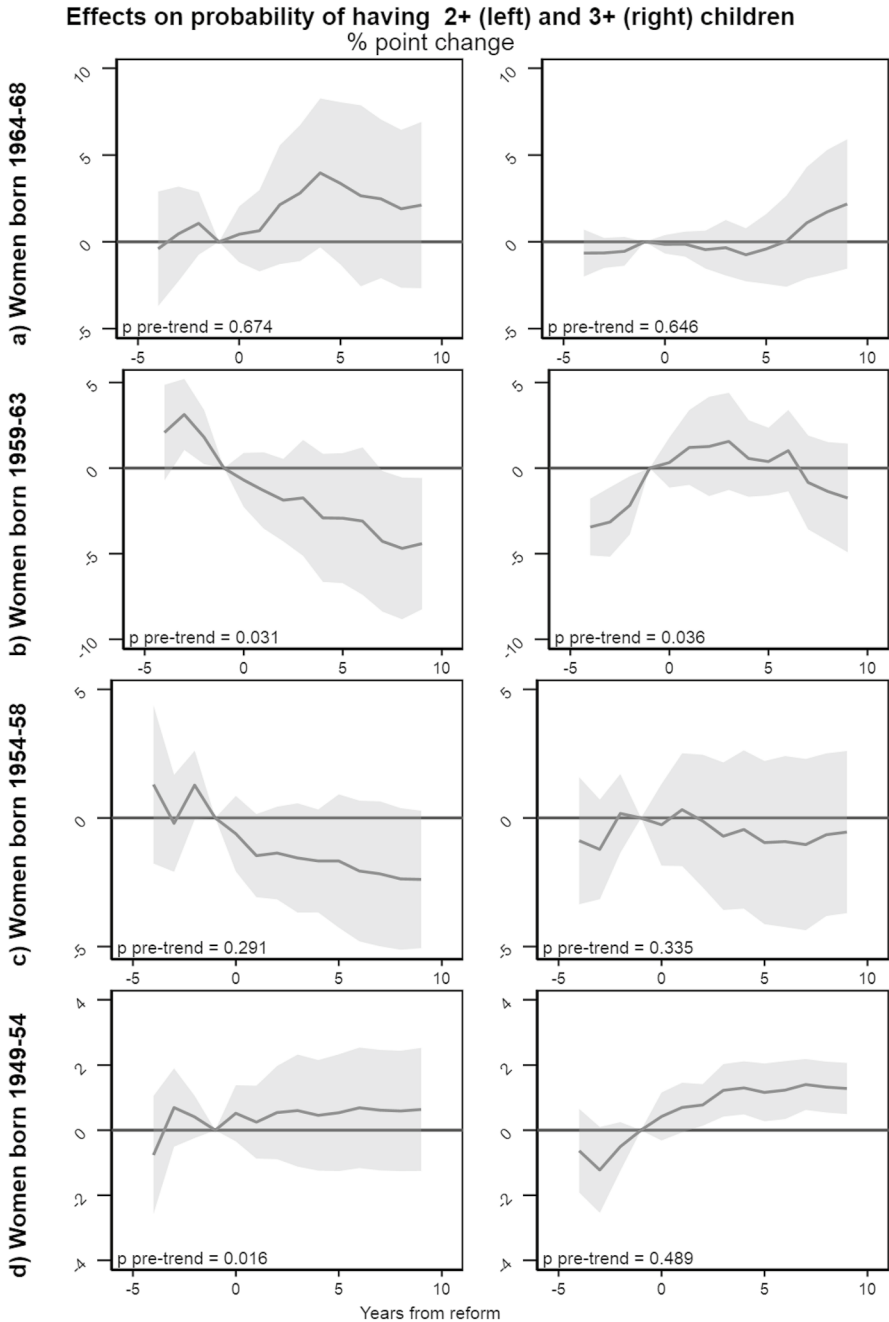 Effects on probability of having 2+ (left) and 3+ (right) children
% point change
a) Women born 1964-68
10
5
0
-5
p pre-trend = 0.674
-5 0 5 10
10
5
0
-5
p pre-trend = 0.646
-5 0 5 10
b) Women born 1959-63
5
0
-5
-10
p pre-trend = 0.031
-5 0 5 10
5
0
-5
-10
p pre-trend = 0.036
-5 0 5 10
c) Women born 1954-58
5
0
-5
p pre-trend = 0.291
-5 0 5 10
5
0
-5
p pre-trend = 0.335
-5 0 5 10
d) Women born 1949-54
4
2
0
-2
-4
p pre-trend = 0.016
-5 0 5 10
4
2
0
-2
-4
p pre-trend = 0.489
-5 0 5 10
Years from reform